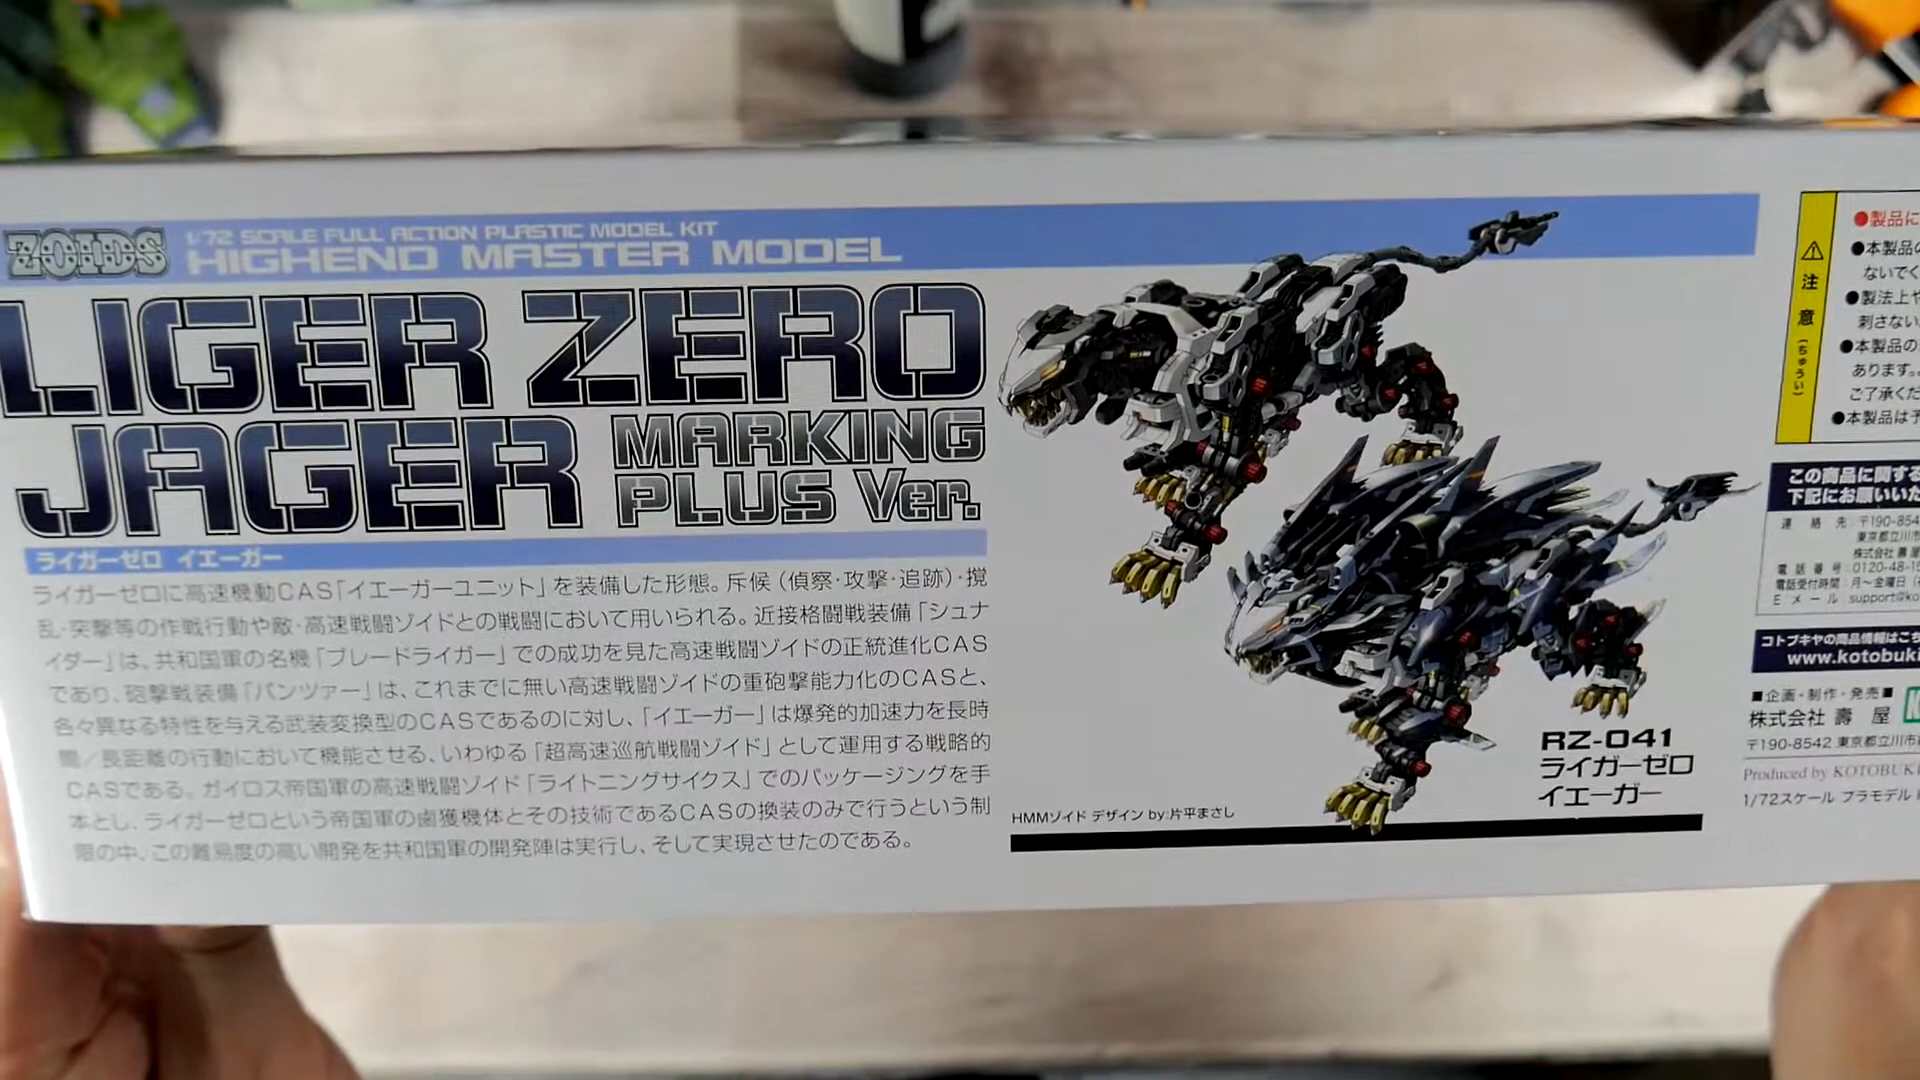 ZOIDS
1/72 SCALE FULL ACTION PLASTIC MODEL KIT
HIGHEND MASTER MODEL
LIGER ZERO
JAGER
MARKING
PLUS Ver.
ライガーゼロ イエーガー
ライガーゼロに高速機動CAS「イエーガーユニット」を装備した形態。斥候（偵察・攻撃・追跡）・撹
乱・突撃等の作戦行動や敵・高速戦闘ゾイドとの戦闘において用いられる。近接格闘戦装備「シュナ
イダー」は、共和国軍の名機「ブレードライガー」での成功を見た高速戦闘ゾイドの正統進化CAS
であり、砲撃戦装備「パンツァー」は、これまでに無い高速戦闘ゾイドの重砲撃能力化のCASと、
各々異なる特性を与える武装変換型のCASであるのに対し、「イエーガー」は爆発的加速力を長時
間／長距離の行動において機能させる、いわゆる「超高速巡航戦闘ゾイド」として運用する戦略的
CASである。ガイロス帝国軍の高速戦闘ゾイド「ライトニングサイクス」でのパッケージングを手
本とし、ライガーゼロという帝国軍の鹵獲機体とその技術であるCASの換装のみで行うという制
限の中、この難易度の高い開発を共和国軍の開発陣は実行し、そして実現させたのである。
HMMゾイド デザイン by:片平まさし
RZ-041
ライガーゼロ
イエーガー
注意（ちゅうい）
●製品に
●本製品の
ないでく
●製法上や
刺さない
●本製品の
あります。
ご了承くだ
●本製品は予
この商品に関する
下記にお願いいた
連絡先：〒190-854
東京都立川市
株式会社 壽屋
電話番号：0120-48-15
電話受付時間：月～金曜日（
Eメール：support@ko
コトブキヤの商品情報はこち
www.kotobuki
■企画・制作・発売■
株式会社 壽 屋
〒190-8542 東京都立川市
Produced by KOTOBUKI
1/72スケール プラモデル